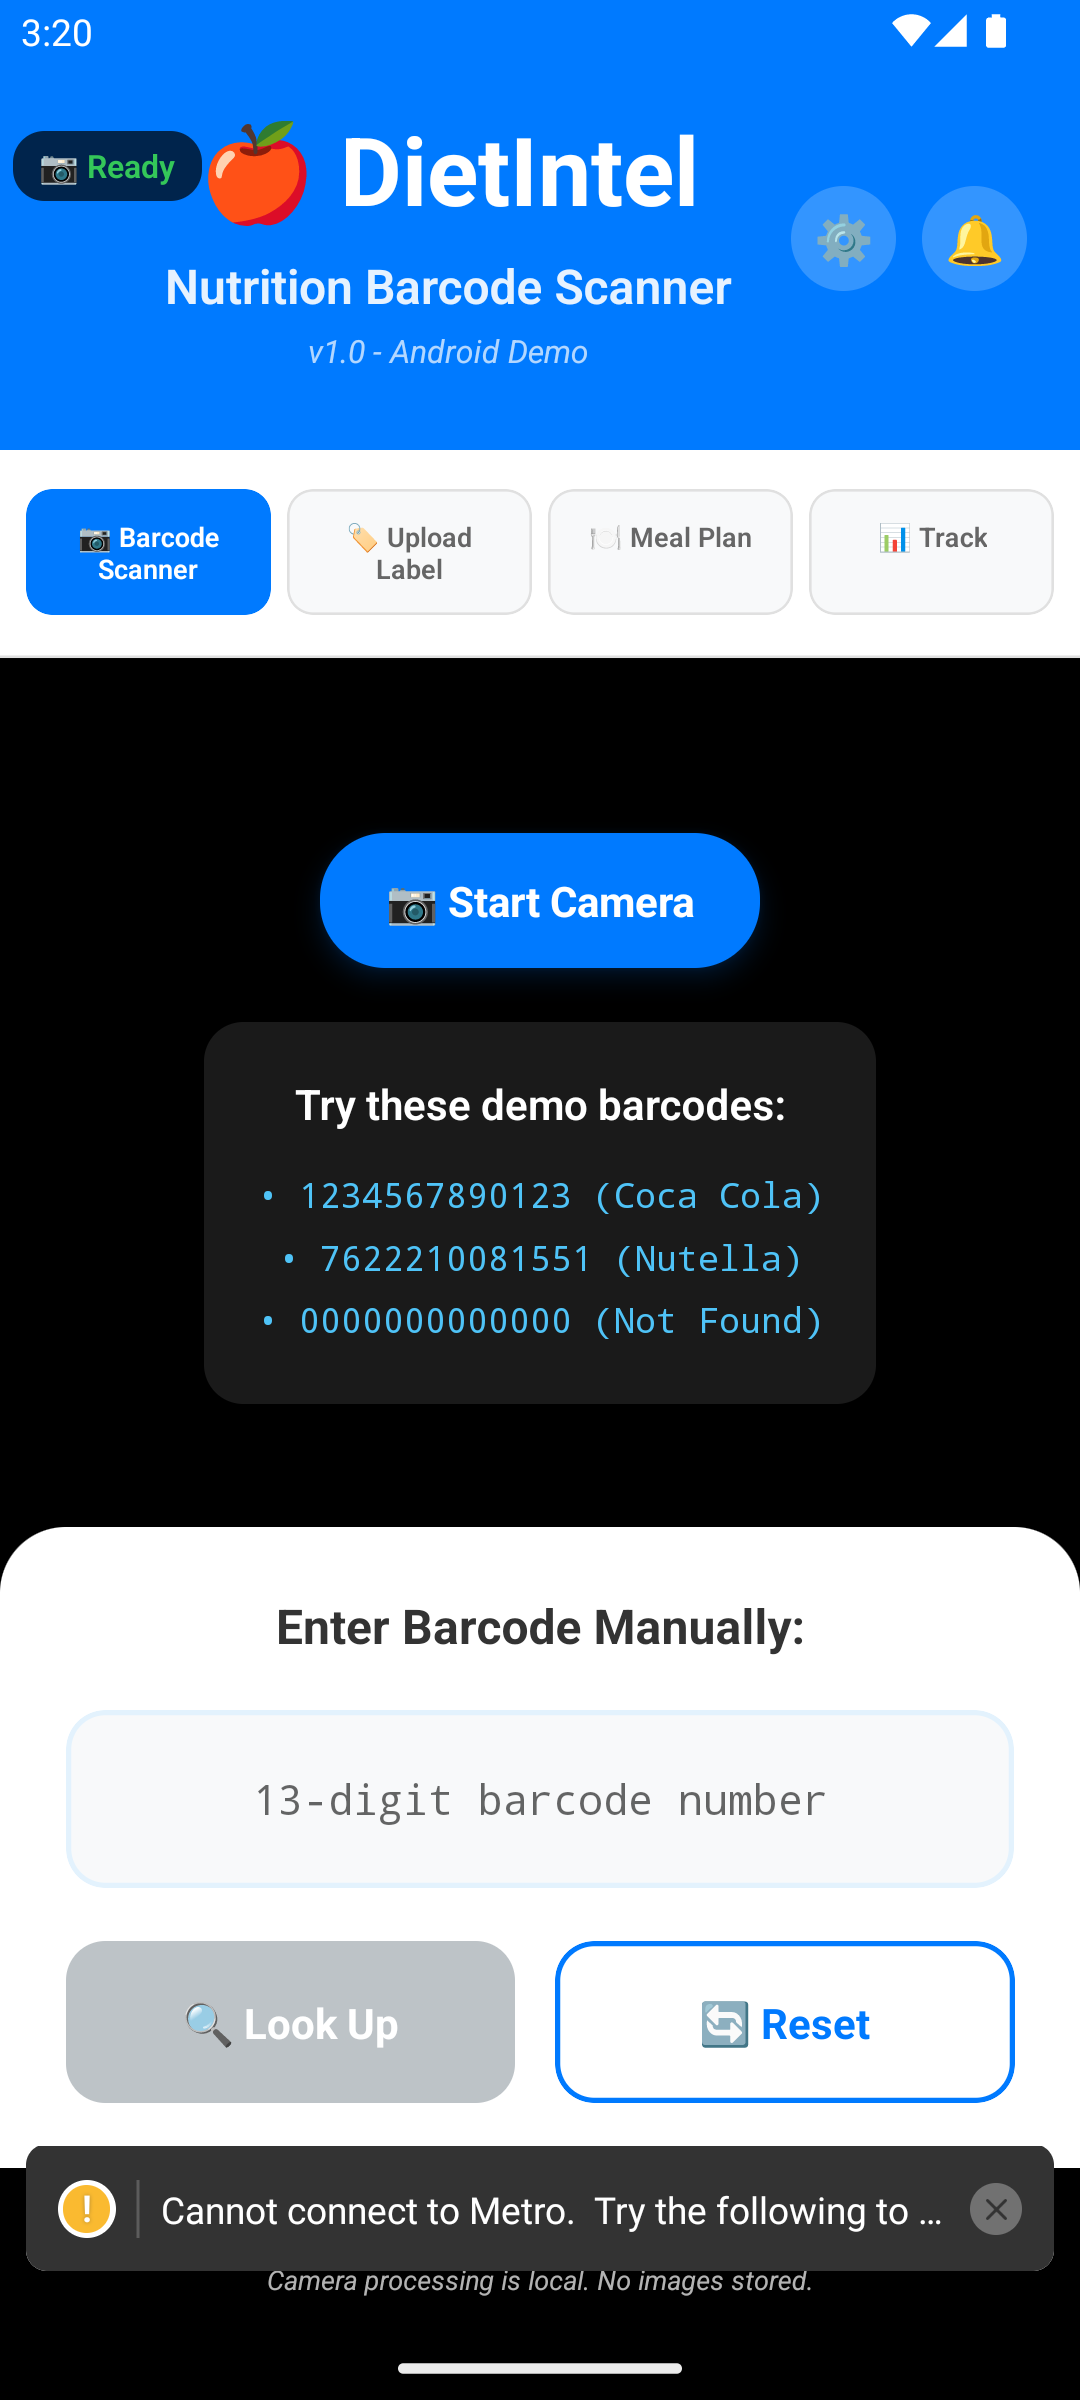 3:20
📷 Ready
🍎 DietIntel
⚙️ 🔔
Nutrition Barcode Scanner
v1.0 - Android Demo
📷 Barcode
Scanner
🏷️ Upload
Label
🍽️ Meal Plan
📊 Track
📷 Start Camera
Try these demo barcodes:
• 1234567890123 (Coca Cola)
• 7622210081551 (Nutella)
• 0000000000000 (Not Found)
Enter Barcode Manually:
13-digit barcode number
🔍 Look Up
🔄 Reset
Cannot connect to Metro.  Try the following to ...
Camera processing is local. No images stored.